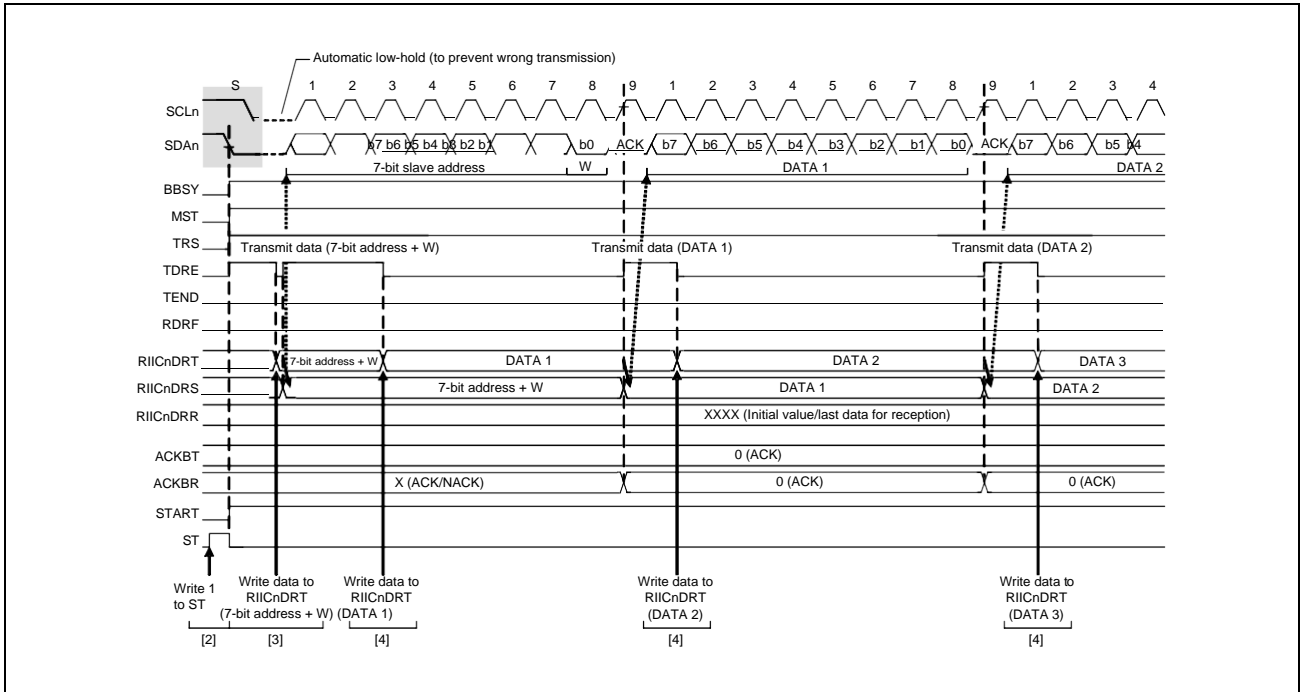 Automatic low-hold (to prevent wrong transmission)
S 1 2 3 4 5 6 7 8 9 1 2 3 4 5 6 7 8 9 1 2 3 4
SCLn
SDAn b7 b6 b5 b4 b3 b2 b1 b0 ACK b7 b6 b5 b4 b3 b2 b1 b0 ACK b7 b6 b5 b4
7-bit slave address W DATA 1 DATA 2
BBSY
MST
TRS Transmit data (7-bit address + W) Transmit data (DATA 1) Transmit data (DATA 2)
TDRE
TEND
RDRF
RIICnDRT 7-bit address + W DATA 1 DATA 2 DATA 3
RIICnDRS 7-bit address + W DATA 1 DATA 2
RIICnDRR XXXX (Initial value/last data for reception)
ACKBT 0 (ACK)
ACKBR X (ACK/NACK) 0 (ACK) 0 (ACK)
START
ST
Write 1 to ST
Write data to RIICnDRT (7-bit address + W)
Write data to RIICnDRT (DATA 1)
Write data to RIICnDRT (DATA 2)
Write data to RIICnDRT (DATA 3)
[2] [3] [4] [4] [4]